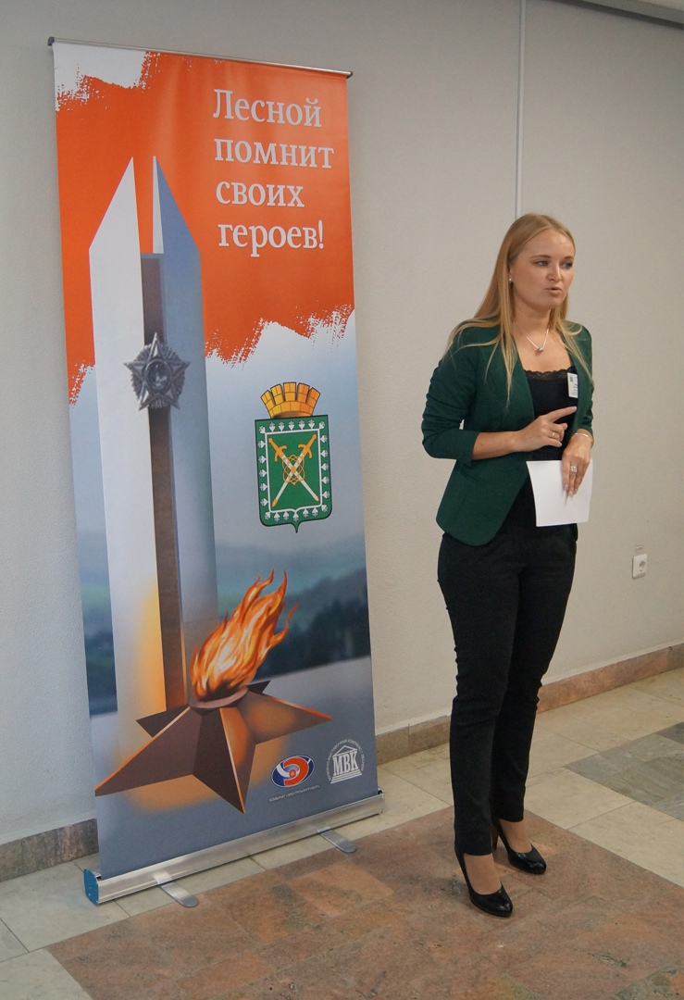 Лесной
помнит
своих
героев!
МВК